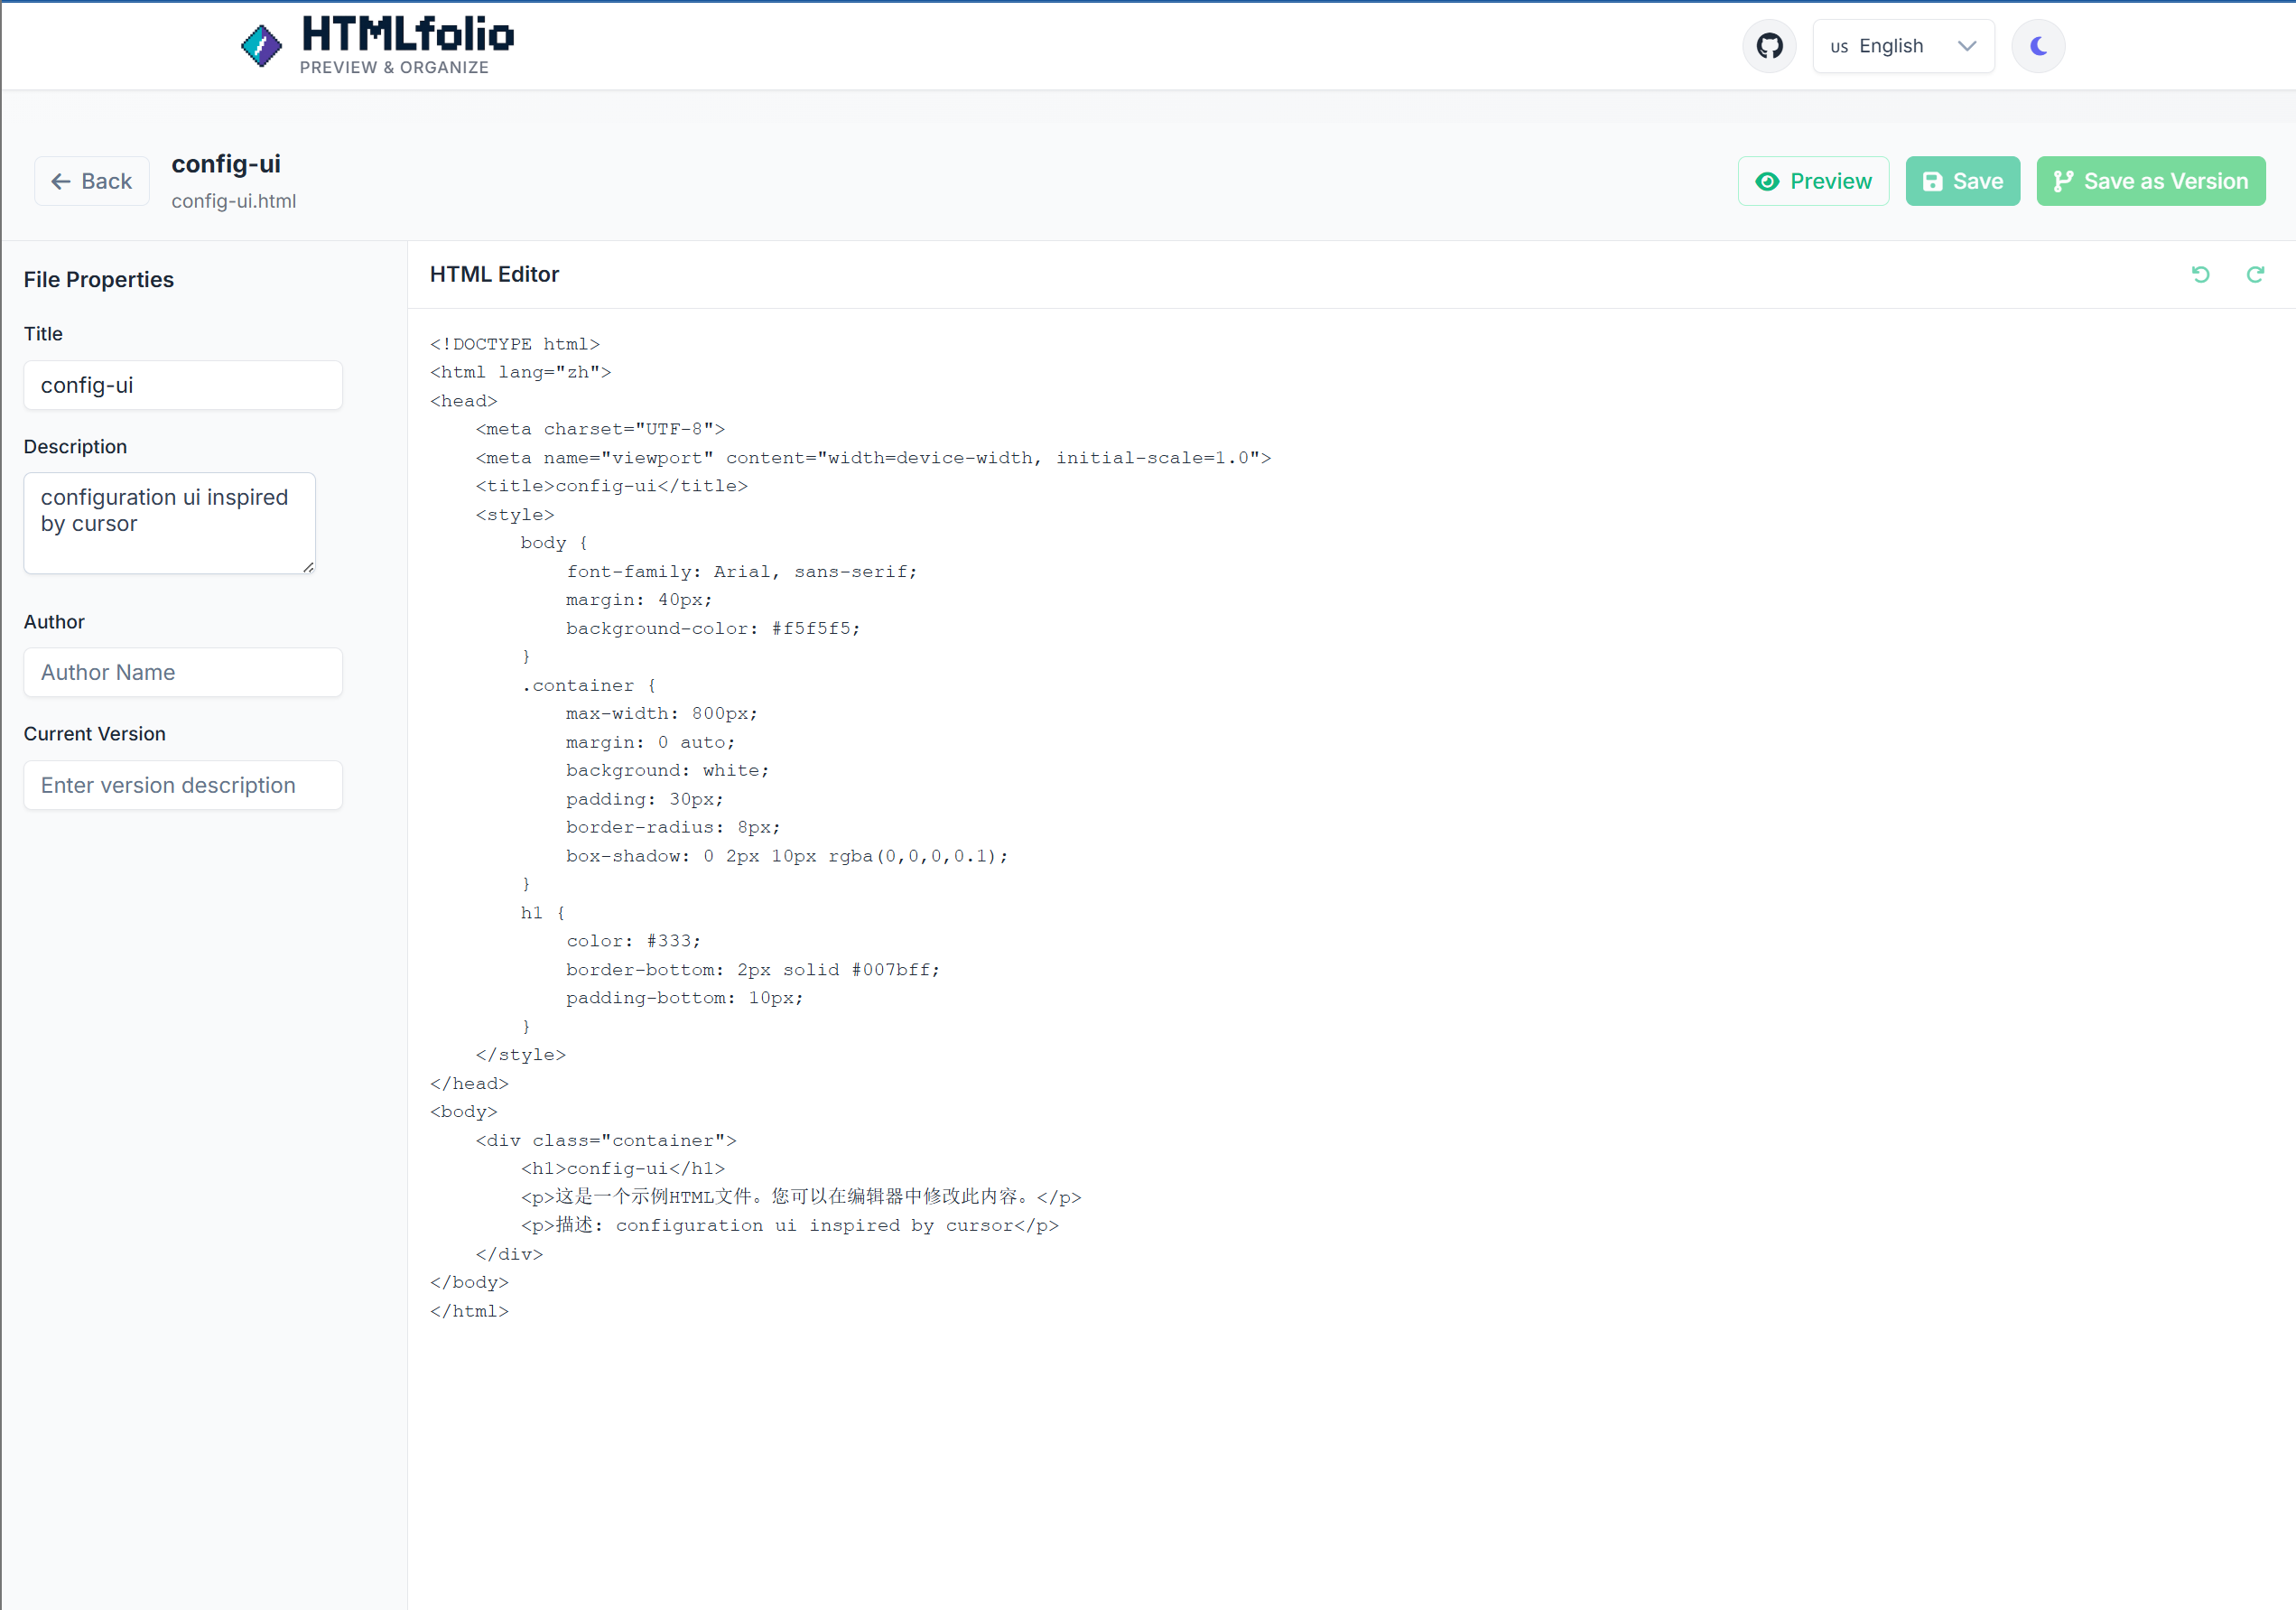 HTMLfolio
PREVIEW & ORGANIZE
us English
Back
config-ui
config-ui.html
Preview
Save
Save as Version
File Properties
Title
config-ui
Description
configuration ui inspired
by cursor
Author
Author Name
Current Version
Enter version description
HTML Editor
<!DOCTYPE html>
<html lang="zh">
<head>
    <meta charset="UTF-8">
    <meta name="viewport" content="width=device-width, initial-scale=1.0">
    <title>config-ui</title>
    <style>
        body {
            font-family: Arial, sans-serif;
            margin: 40px;
            background-color: #f5f5f5;
        }
        .container {
            max-width: 800px;
            margin: 0 auto;
            background: white;
            padding: 30px;
            border-radius: 8px;
            box-shadow: 0 2px 10px rgba(0,0,0,0.1);
        }
        h1 {
            color: #333;
            border-bottom: 2px solid #007bff;
            padding-bottom: 10px;
        }
    </style>
</head>
<body>
    <div class="container">
        <h1>config-ui</h1>
        <p>这是一个示例HTML文件。您可以在编辑器中修改此内容。</p>
        <p>描述: configuration ui inspired by cursor</p>
    </div>
</body>
</html>